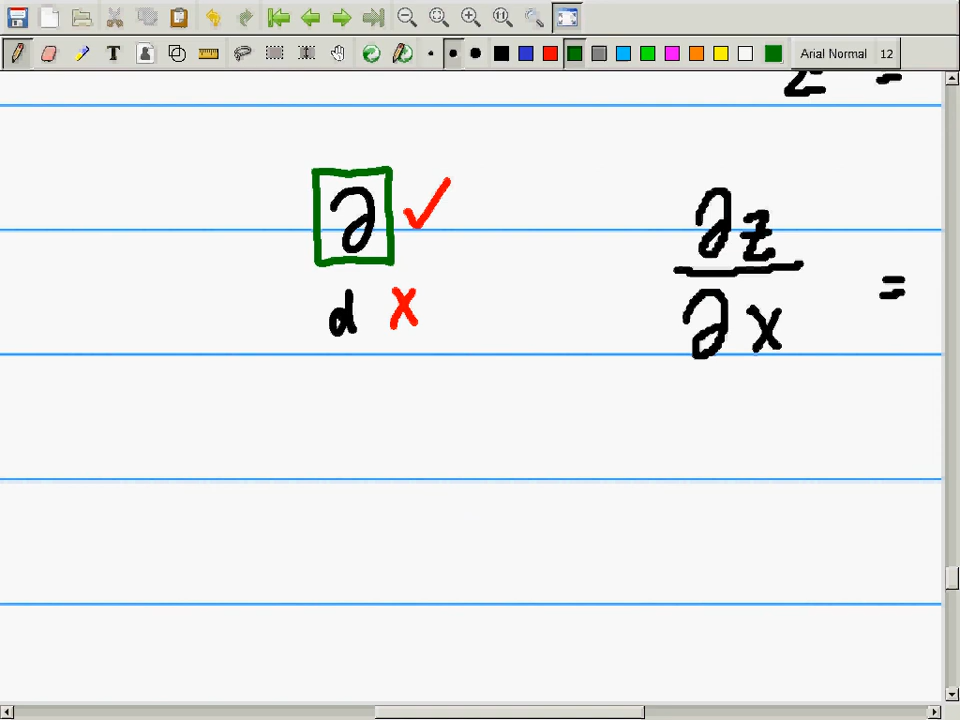 Arial Normal 12
z =
∂ ✓
d x
∂z
∂x =